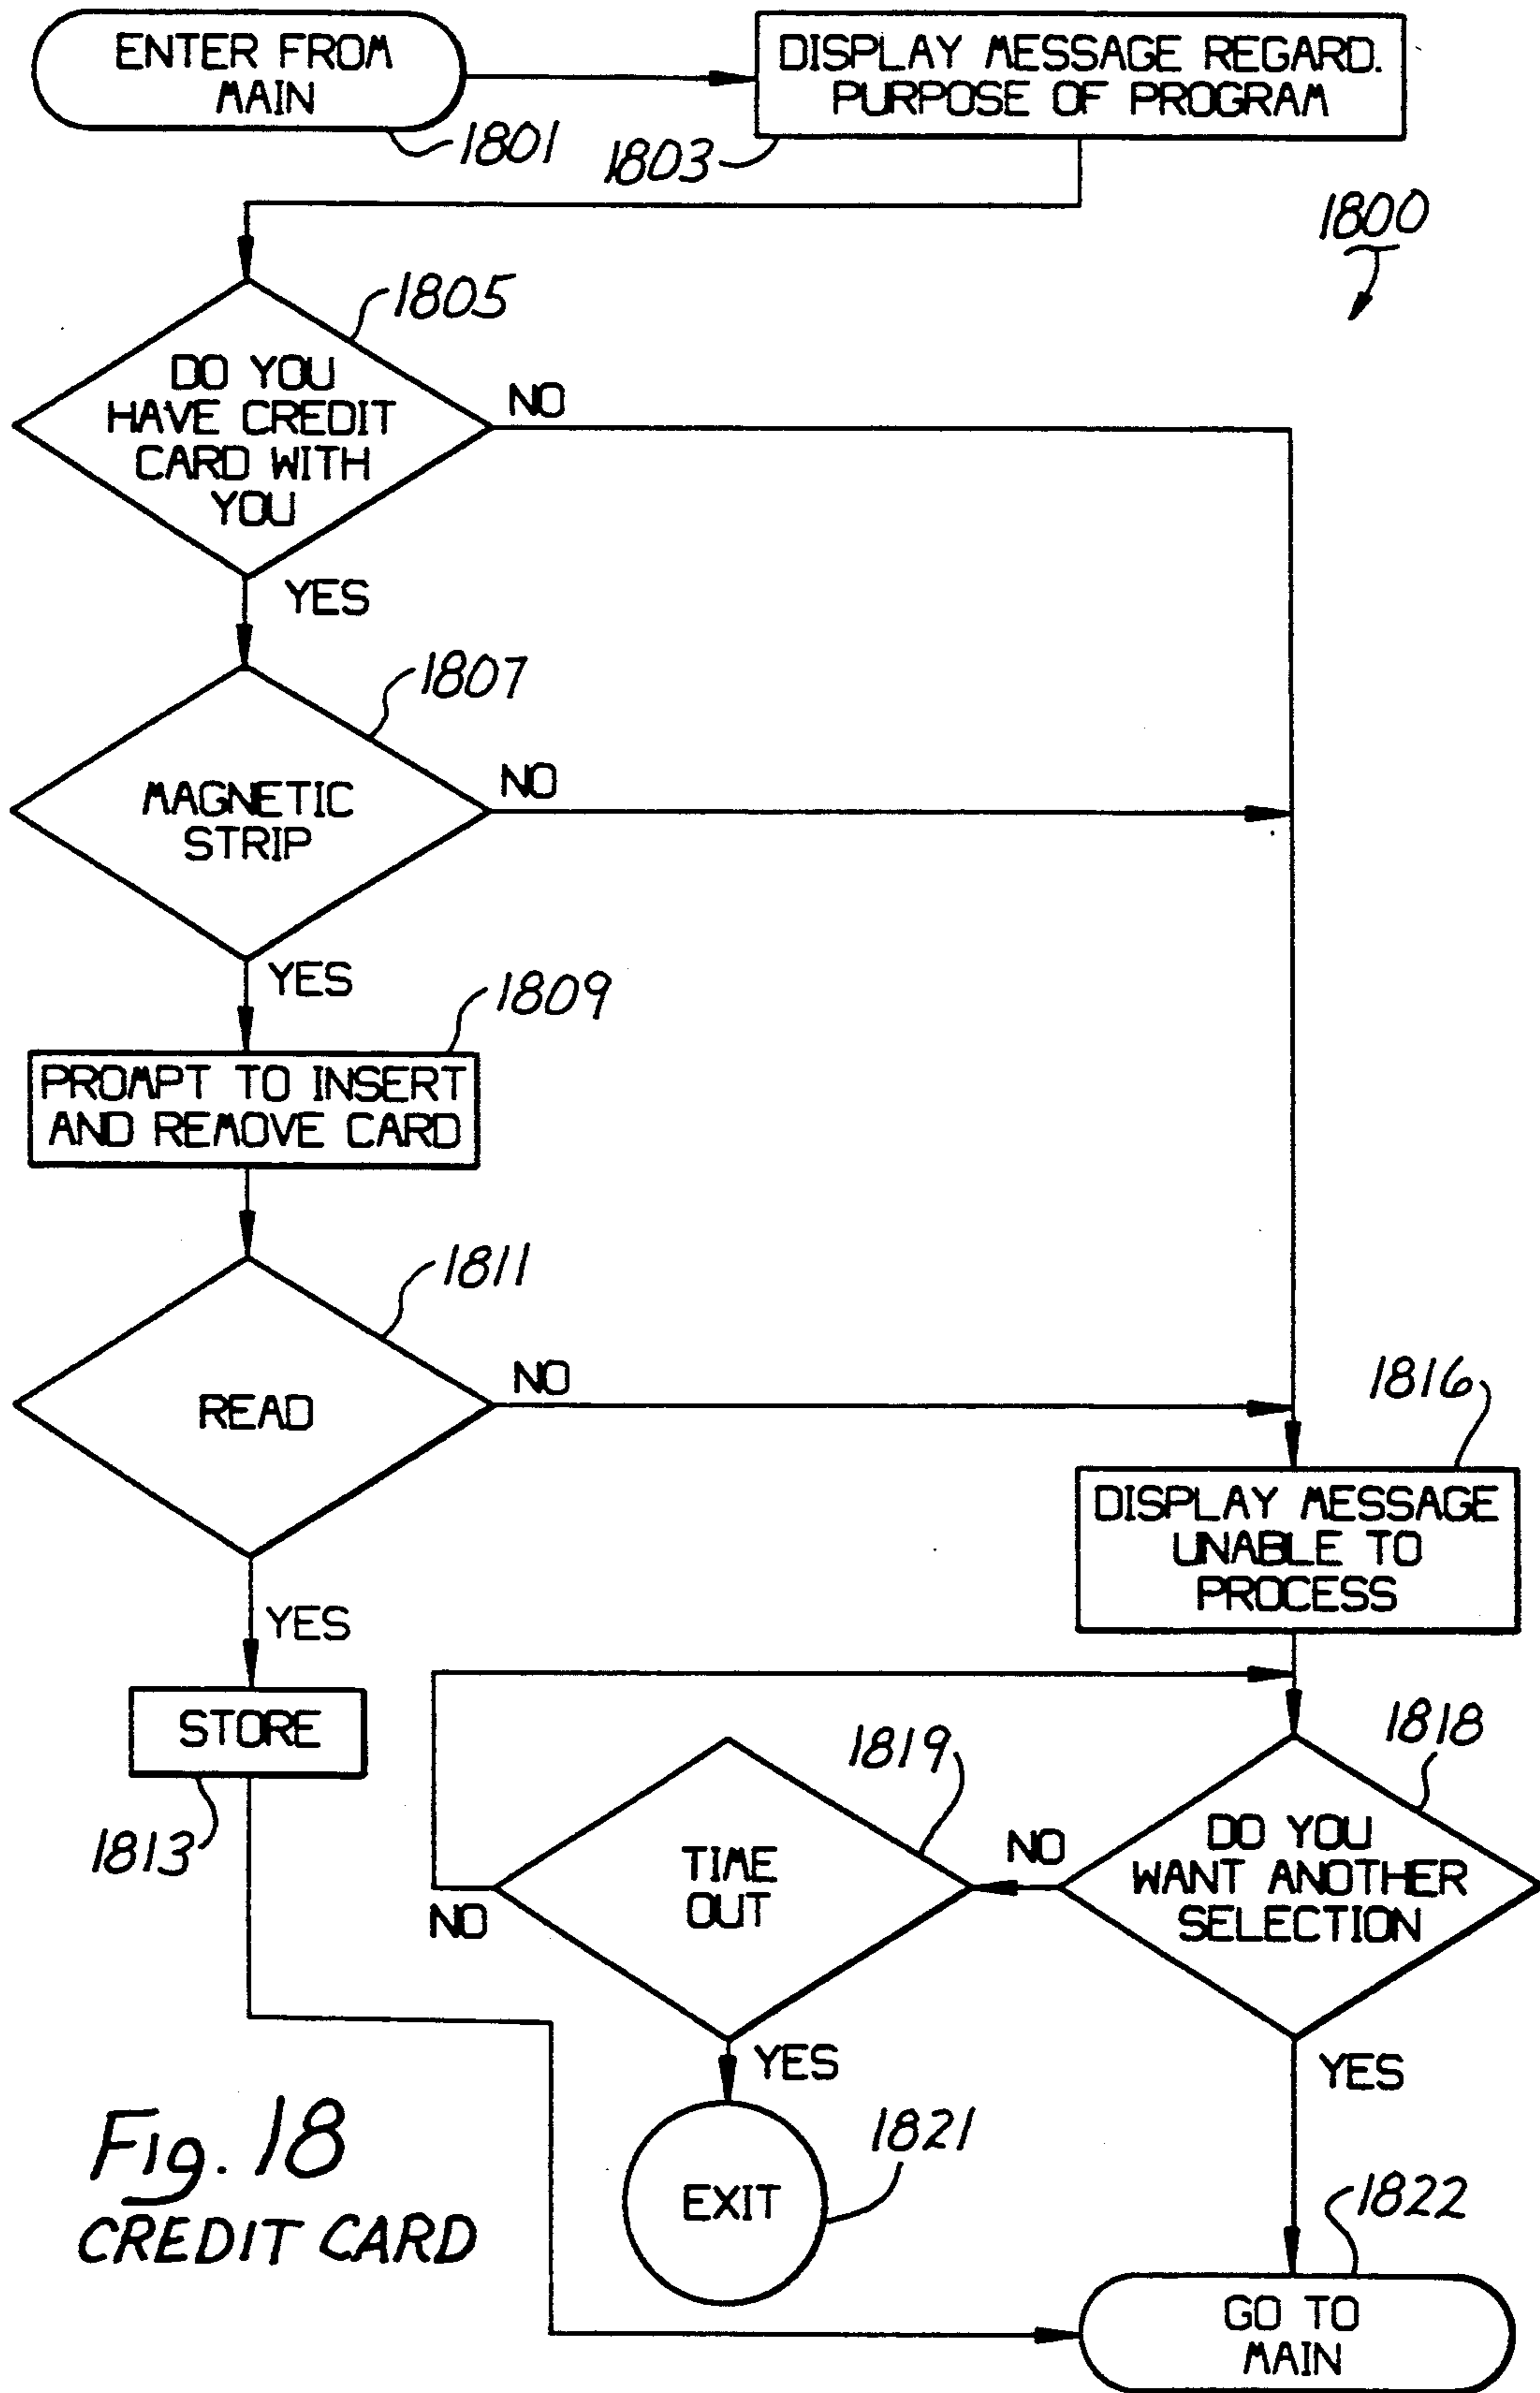 ENTER FROM
MAIN
1801
DISPLAY MESSAGE REGARD.
PURPOSE OF PROGRAM
1803
1800
1805
DO YOU
HAVE CREDIT
CARD WITH
YOU
NO
YES
1807
MAGNETIC
STRIP
NO
YES
1809
PROMPT TO INSERT
AND REMOVE CARD
1811
READ
NO
YES
1816
DISPLAY MESSAGE
UNABLE TO
PROCESS
STORE
1813
1818
DO YOU
WANT ANOTHER
SELECTION
NO
YES
1819
TIME
OUT
NO
YES
EXIT
1821
1822
GO TO
MAIN
Fig. 18
CREDIT CARD